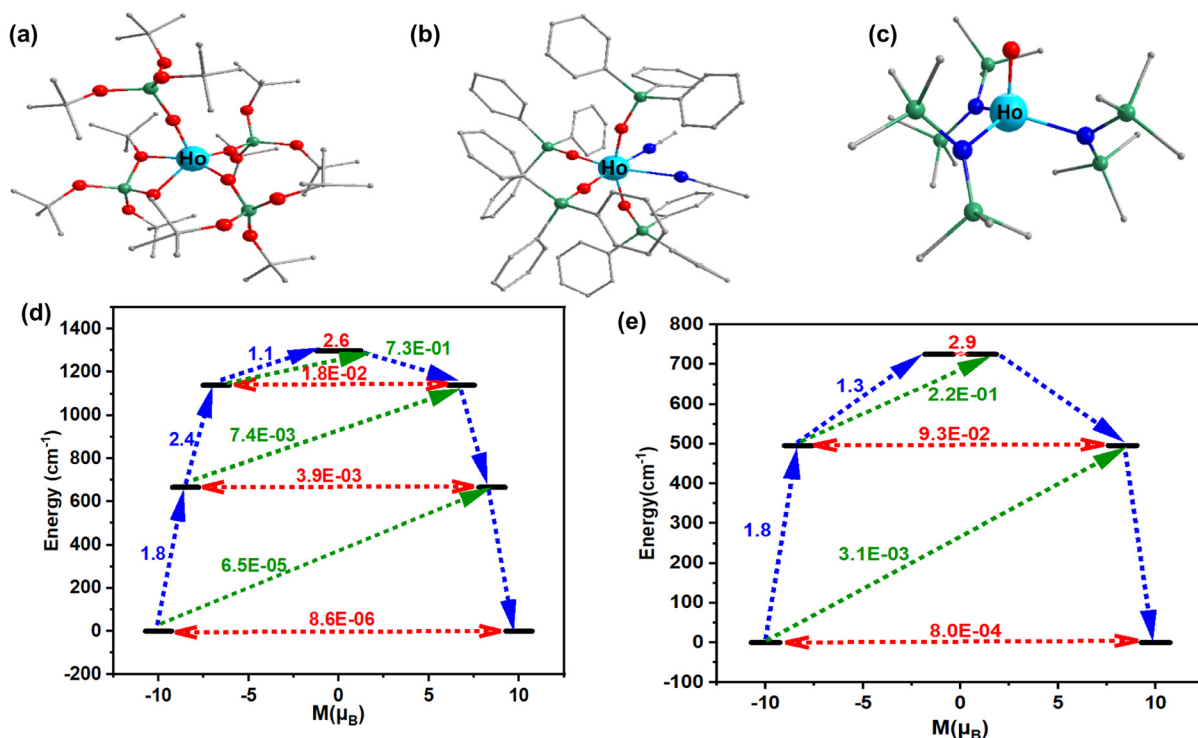 (a)
(b)
(c)
Ho
Ho
Ho
(d)
(e)
1400
1200
1000
800
600
400
200
0
-200
Energy (cm⁻¹)
-10
-5
0
5
10
M(μB)
2.6
1.1
7.3E-01
1.8E-02
2.4
7.4E-03
3.9E-03
1.8
6.5E-05
8.6E-06
800
700
600
500
400
300
200
100
0
-100
Energy(cm⁻¹)
-10
-5
0
5
10
M(μB)
2.9
1.3
2.2E-01
9.3E-02
1.8
3.1E-03
8.0E-04